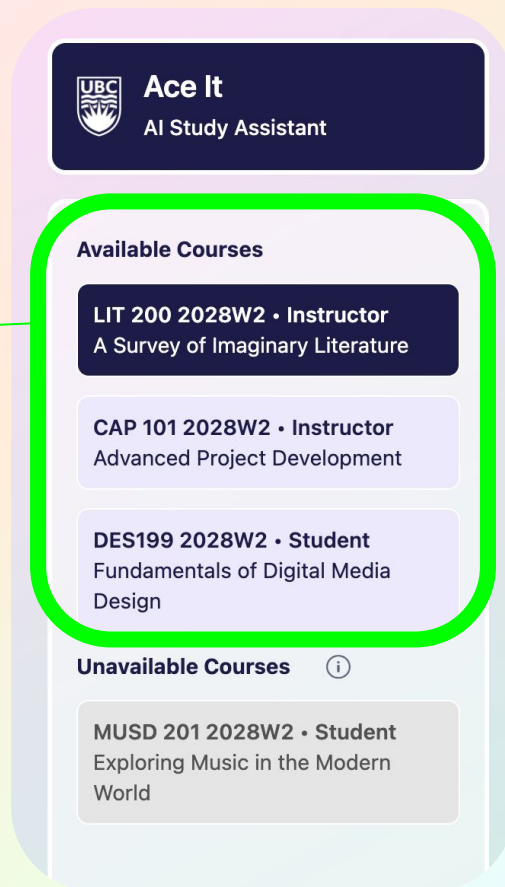 UBC
Ace It
AI Study Assistant
Available Courses
LIT 200 2028W2 • Instructor
A Survey of Imaginary Literature
CAP 101 2028W2 • Instructor
Advanced Project Development
DES199 2028W2 • Student
Fundamentals of Digital Media
Design
Unavailable Courses
MUSD 201 2028W2 • Student
Exploring Music in the Modern
World